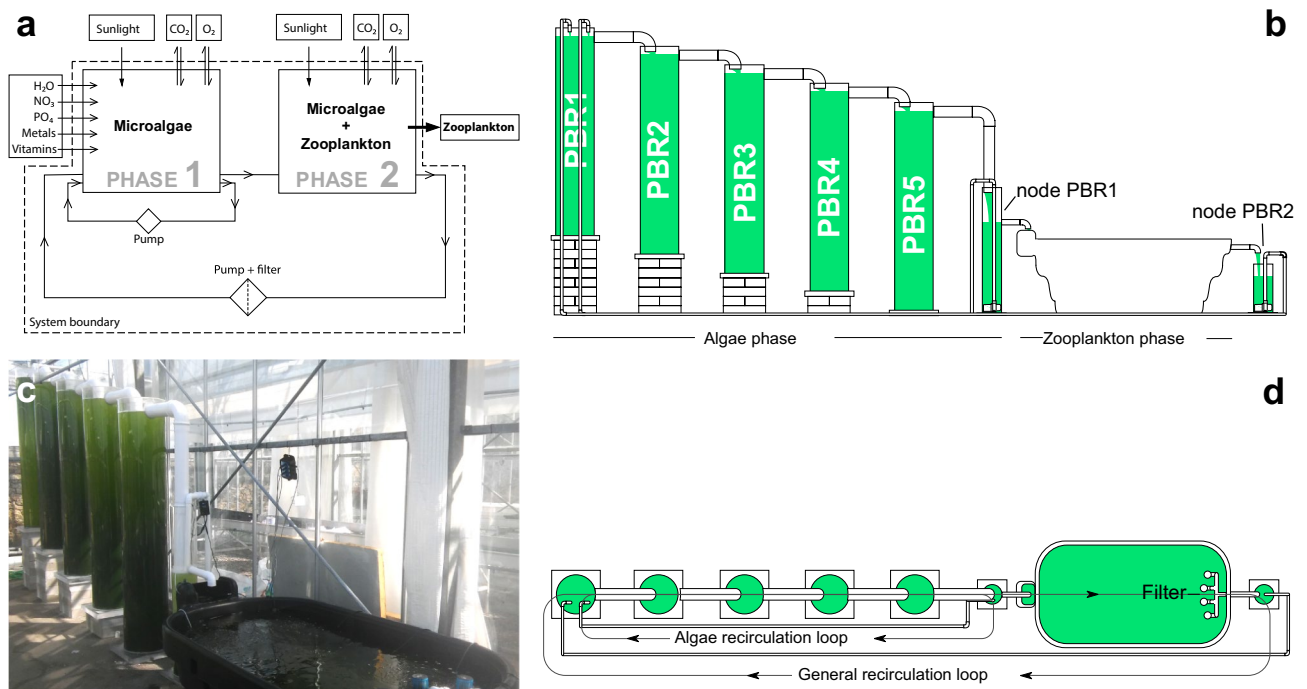 a
Sunlight
CO₂
O₂
Sunlight
CO₂
O₂
H₂O
NO₃
PO₄
Metals
Vitamins
Microalgae
PHASE 1
Microalgae
+
Zooplankton
PHASE 2
Zooplankton
Pump
Pump + filter
System boundary
b
PBR1
PBR2
PBR3
PBR4
PBR5
node PBR1
node PBR2
Algae phase
Zooplankton phase
c
d
Filter
Algae recirculation loop
General recirculation loop